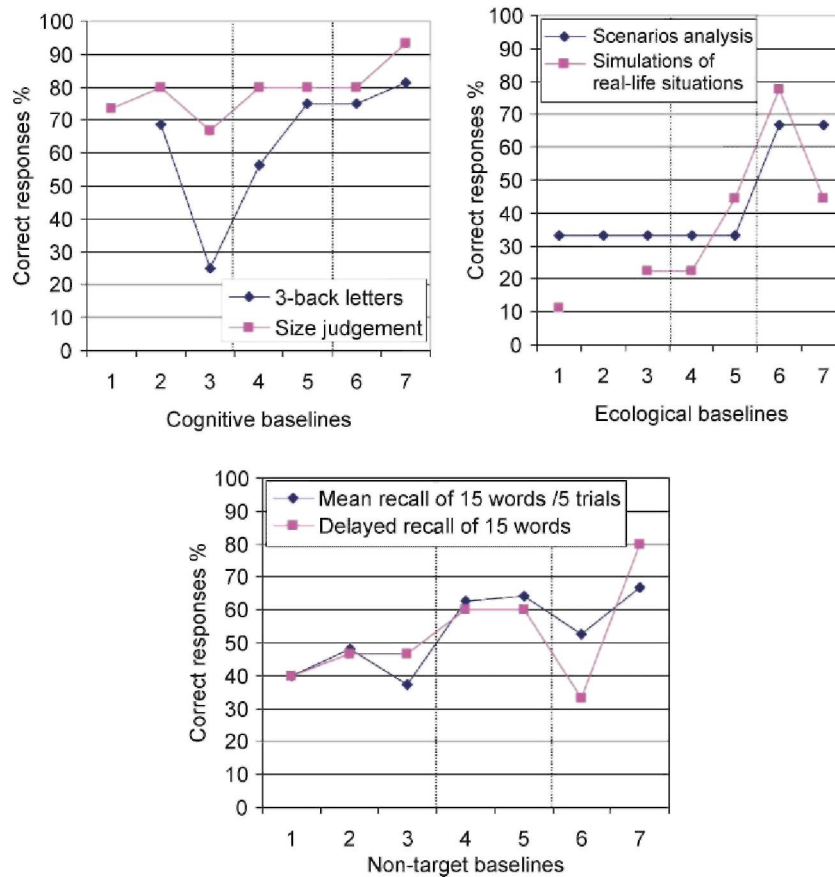 100
90
80
70
60
50
40
30
20
10
0
Correct responses %
3-back letters
Size judgement
1 2 3 4 5 6 7
Cognitive baselines
100
90
80
70
60
50
40
30
20
10
0
Correct responses %
Scenarios analysis
Simulations of
real-life situations
1 2 3 4 5 6 7
Ecological baselines
100
90
80
70
60
50
40
30
20
10
0
Correct responses %
Mean recall of 15 words /5 trials
Delayed recall of 15 words
1 2 3 4 5 6 7
Non-target baselines